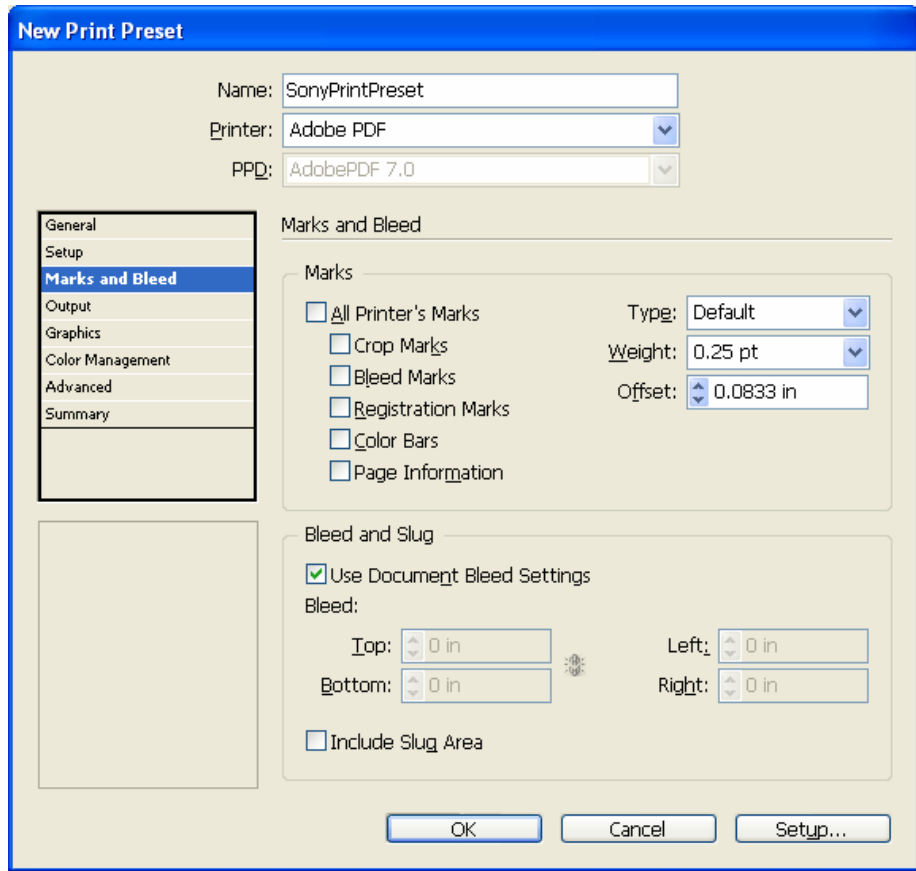 New Print Preset
Name: SonyPrintPreset
Printer: Adobe PDF
PPD: AdobePDF 7.0
General
Setup
Marks and Bleed
Output
Graphics
Color Management
Advanced
Summary
Marks and Bleed
Marks
All Printer's Marks
Crop Marks
Bleed Marks
Registration Marks
Color Bars
Page Information
Type: Default
Weight: 0.25 pt
Offset: 0.0833 in
Bleed and Slug
Use Document Bleed Settings
Bleed:
Top: 0 in
Left: 0 in
Bottom: 0 in
Right: 0 in
Include Slug Area
OK
Cancel
Setup...